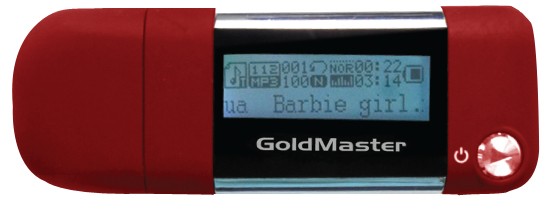 112 001 NOR 00:22
MP3 100 N 03:14
ua Barbie girl.
GoldMaster